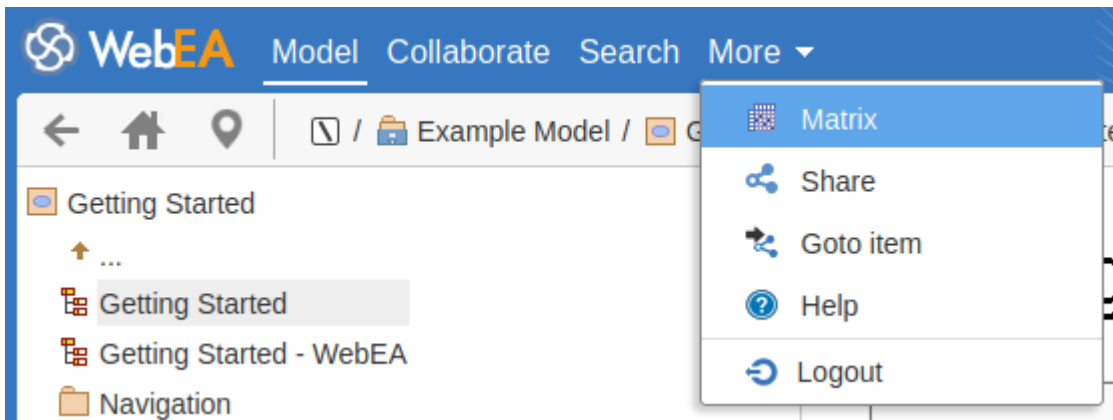 WebEA Model Collaborate Search More
/ Example Model / G
Matrix
Getting Started
Share
...
Goto item
Getting Started
Help
Getting Started - WebEA
Logout
Navigation